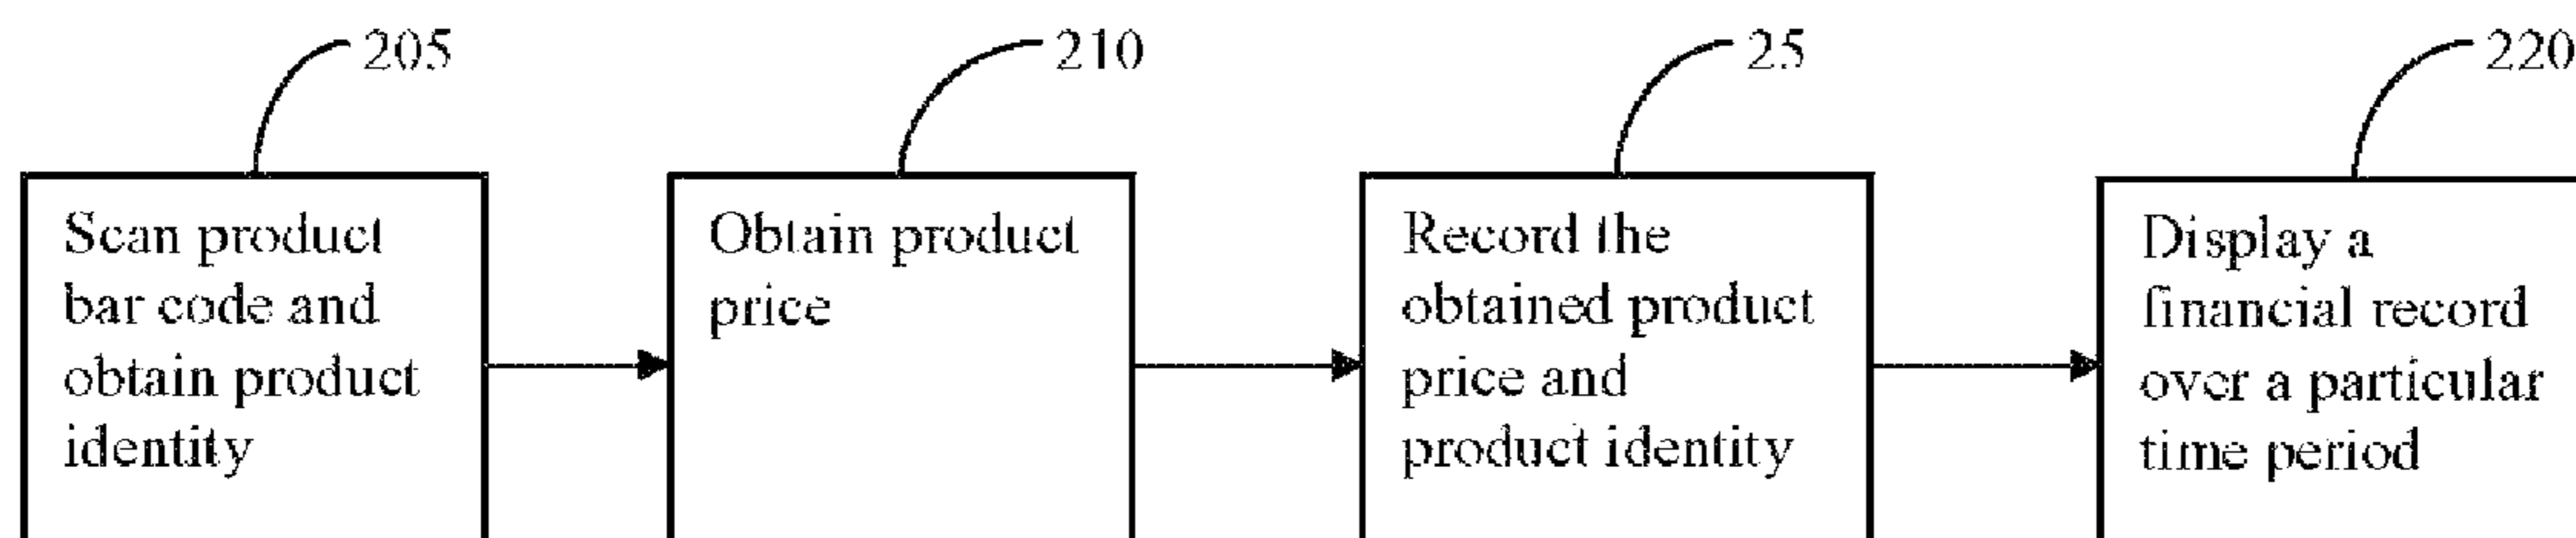 205
210
25
220
Scan product
bar code and
obtain product
identity
Obtain product
price
Record the
obtained product
price and
product identity
Display a
financial record
over a particular
time period